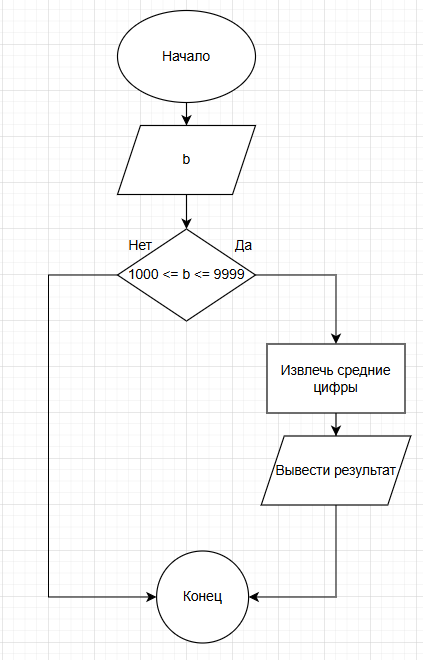 Начало
b
Нет
Да
1000 <= b <= 9999
Извлечь средние
цифры
Вывести результат
Конец